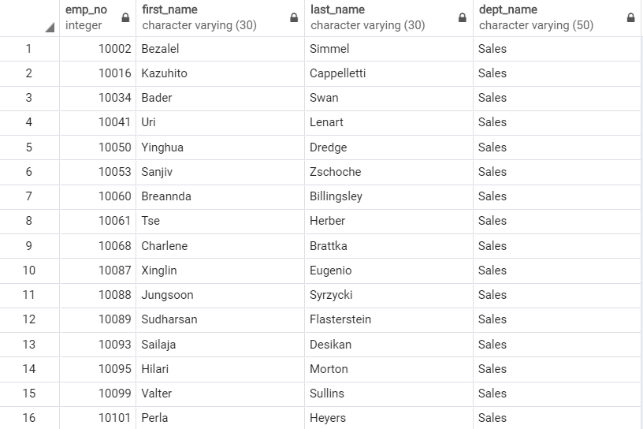 emp_no first_name last_name dept_name
integer character varying (30) character varying (30) character varying (50)
1 10002 Bezalel Simmel Sales
2 10016 Kazuhito Cappelletti Sales
3 10034 Bader Swan Sales
4 10041 Uri Lenart Sales
5 10050 Yinghua Dredge Sales
6 10053 Sanjiv Zschoche Sales
7 10060 Breannda Billingsley Sales
8 10061 Tse Herber Sales
9 10068 Charlene Brattka Sales
10 10087 Xinglin Eugenio Sales
11 10088 Jungsoon Syrzycki Sales
12 10089 Sudharsan Flasterstein Sales
13 10093 Sailaja Desikan Sales
14 10095 Hilari Morton Sales
15 10099 Valter Sullins Sales
16 10101 Perla Heyers Sales